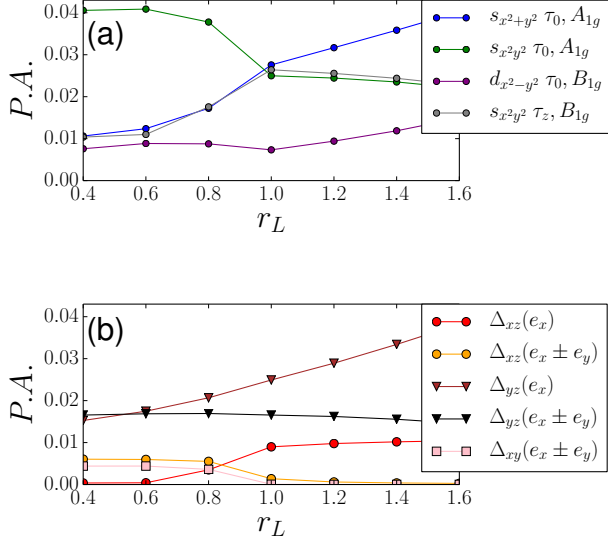 (a)
P.A.
0.04
0.03
0.02
0.01
0.00
0.4 0.6 0.8 1.0 1.2 1.4 1.6
r_L
s_{x²+y²} τ₀, A_{1g}
s_{x²y²} τ₀, A_{1g}
d_{x²−y²} τ₀, B_{1g}
s_{x²y²} τ_z, B_{1g}
(b)
P.A.
0.04
0.03
0.02
0.01
0.00
0.4 0.6 0.8 1.0 1.2 1.4 1.6
r_L
Δ_{xz}(e_x)
Δ_{xz}(e_x ± e_y)
Δ_{yz}(e_x)
Δ_{yz}(e_x ± e_y)
Δ_{xy}(e_x ± e_y)